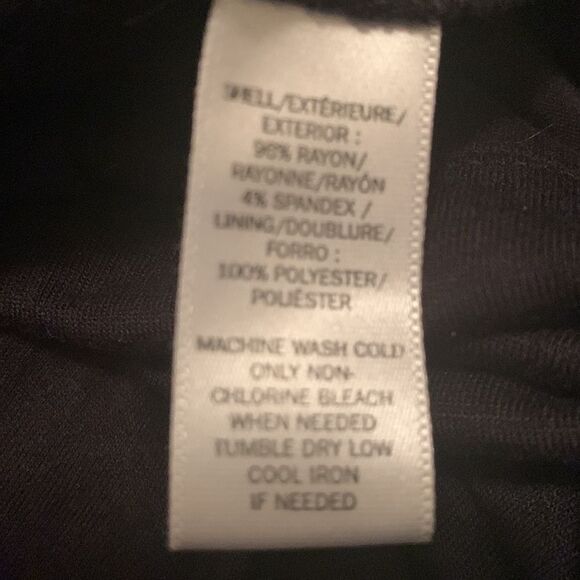 SHELL/EXTÉRIEURE/
EXTERIOR :
96% RAYON/
RAYONNE/RAYÓN
4% SPANDEX /
LINING/DOUBLURE/
FORRO :
100% POLYESTER/
POLIÉSTER
MACHINE WASH COLD
ONLY NON-
CHLORINE BLEACH
WHEN NEEDED
TUMBLE DRY LOW
COOL IRON
IF NEEDED